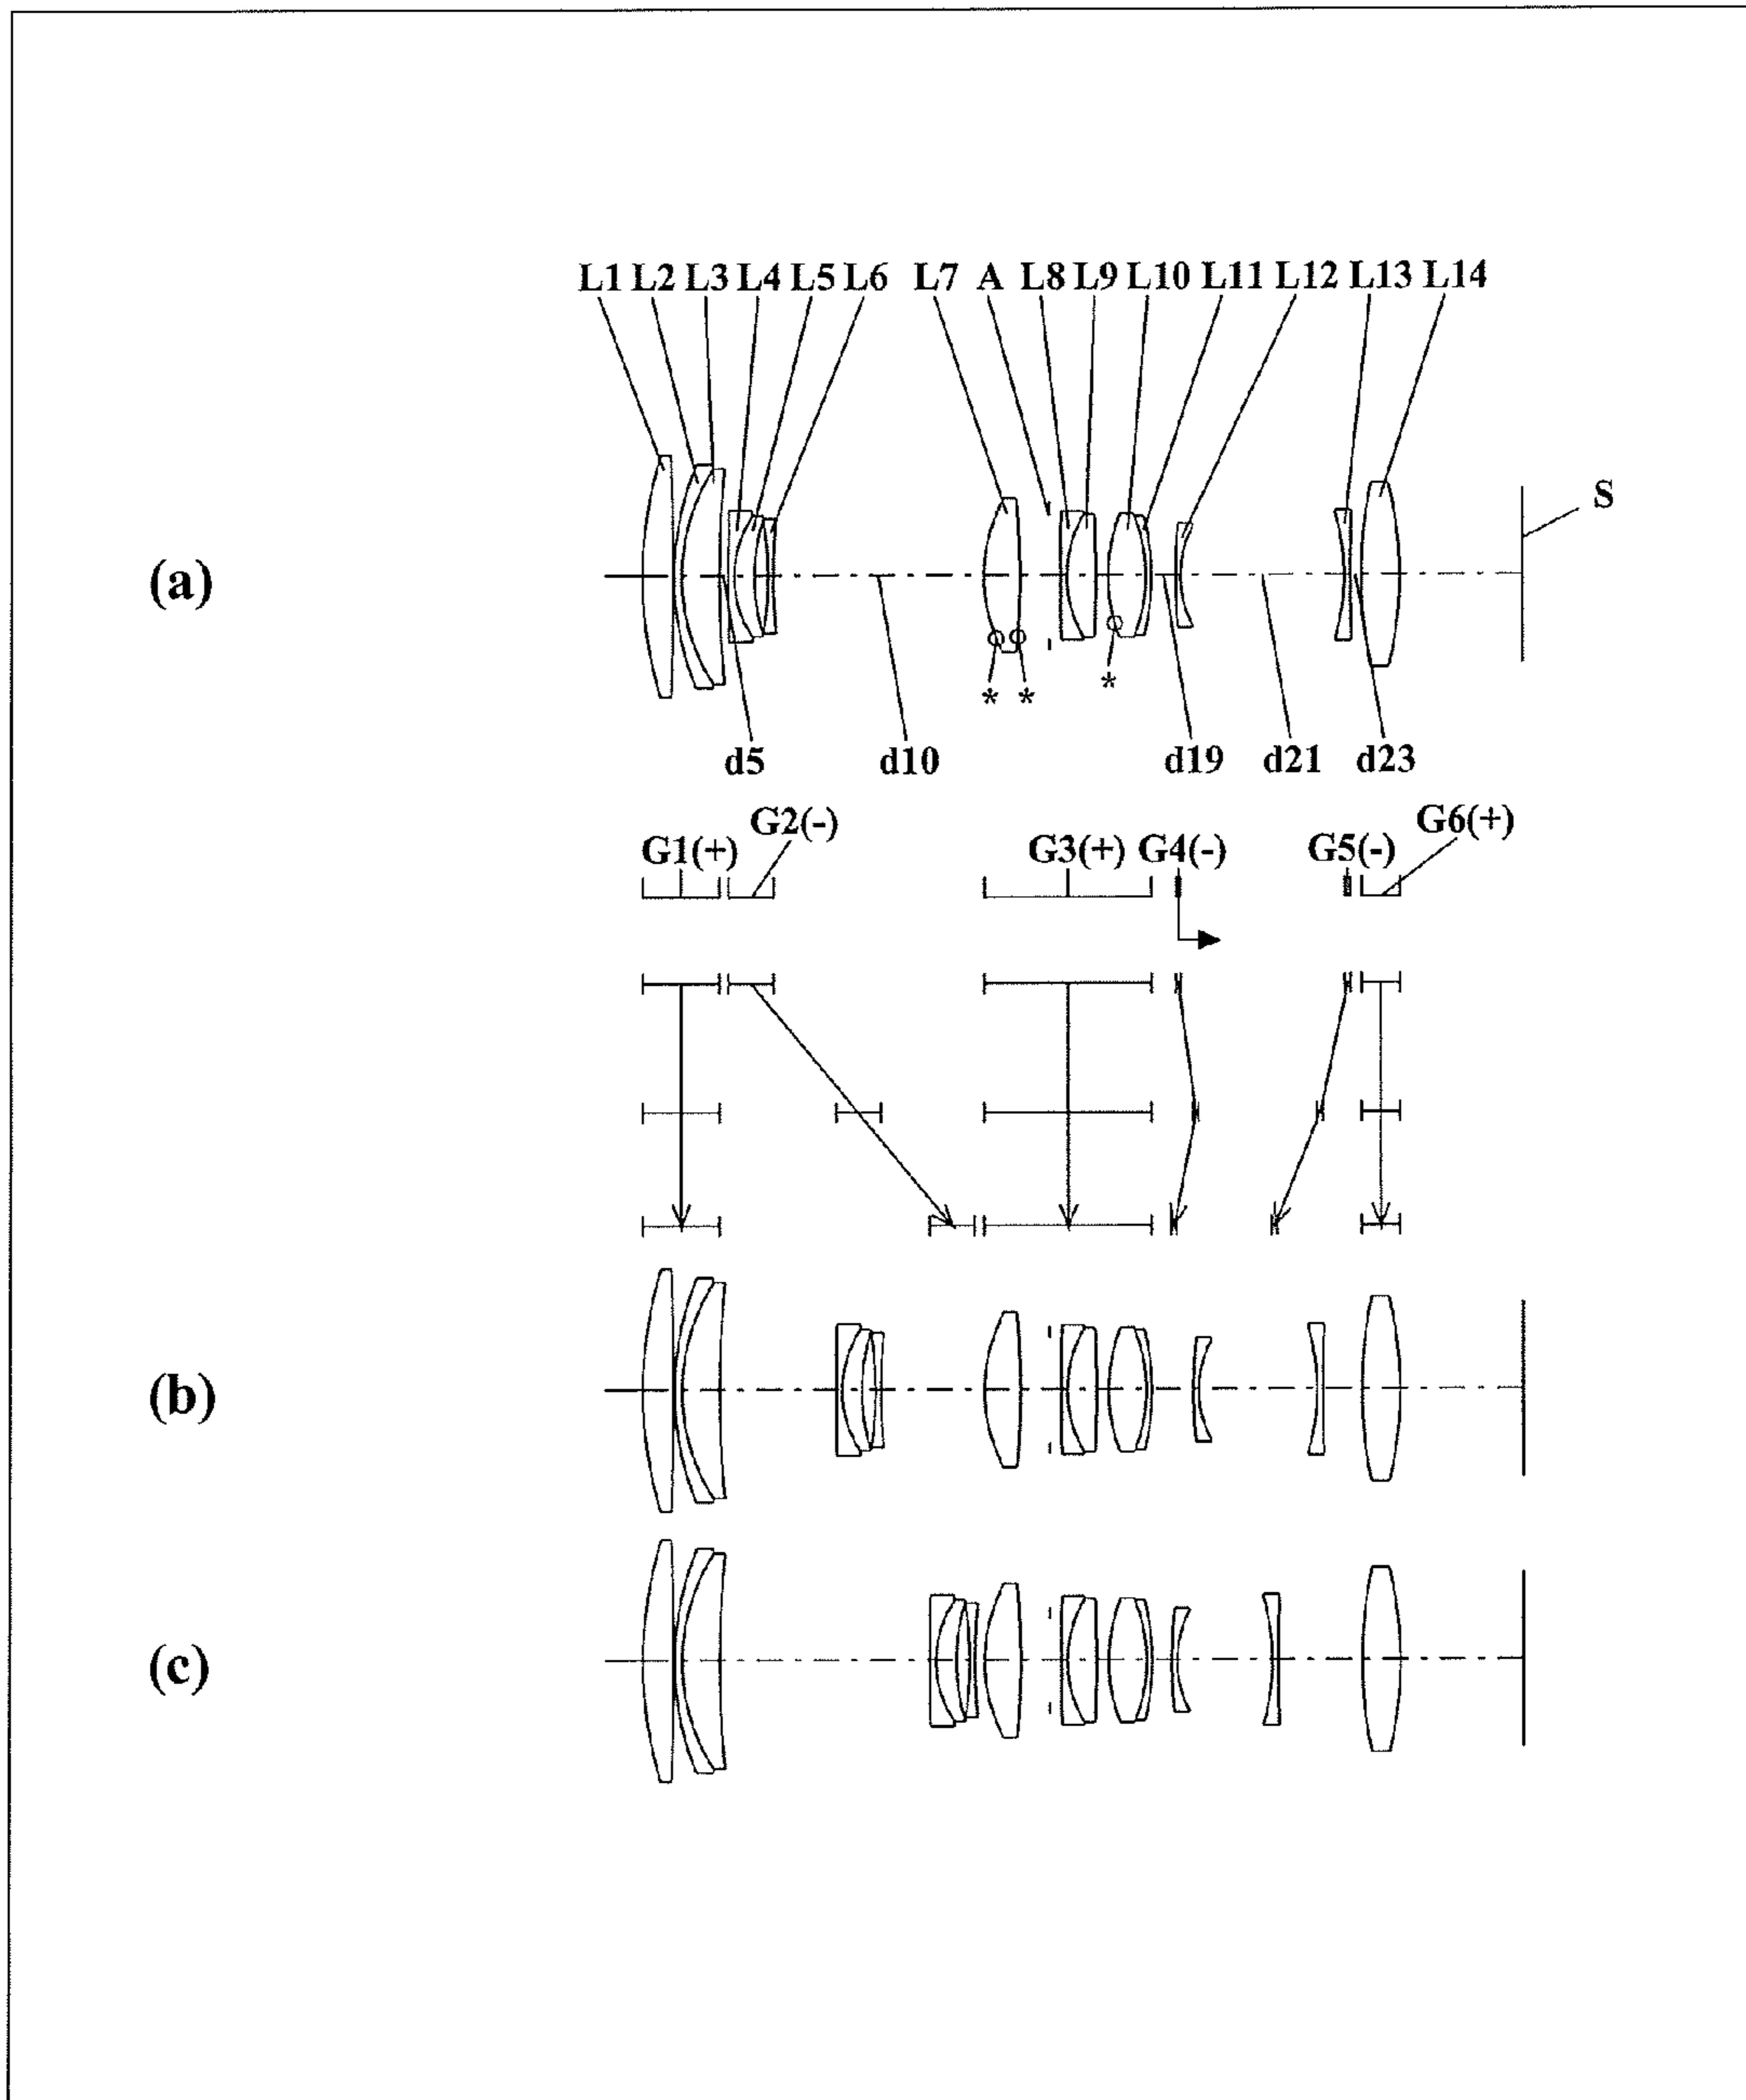 L1 L2 L3 L4 L5 L6 L7 A L8 L9 L10 L11 L12 L13 L14
S
(a)
* * *
d5 d10 d19 d21 d23
G1(+) G2(-) G3(+) G4(-) G5(-) G6(+)
(b)
(c)